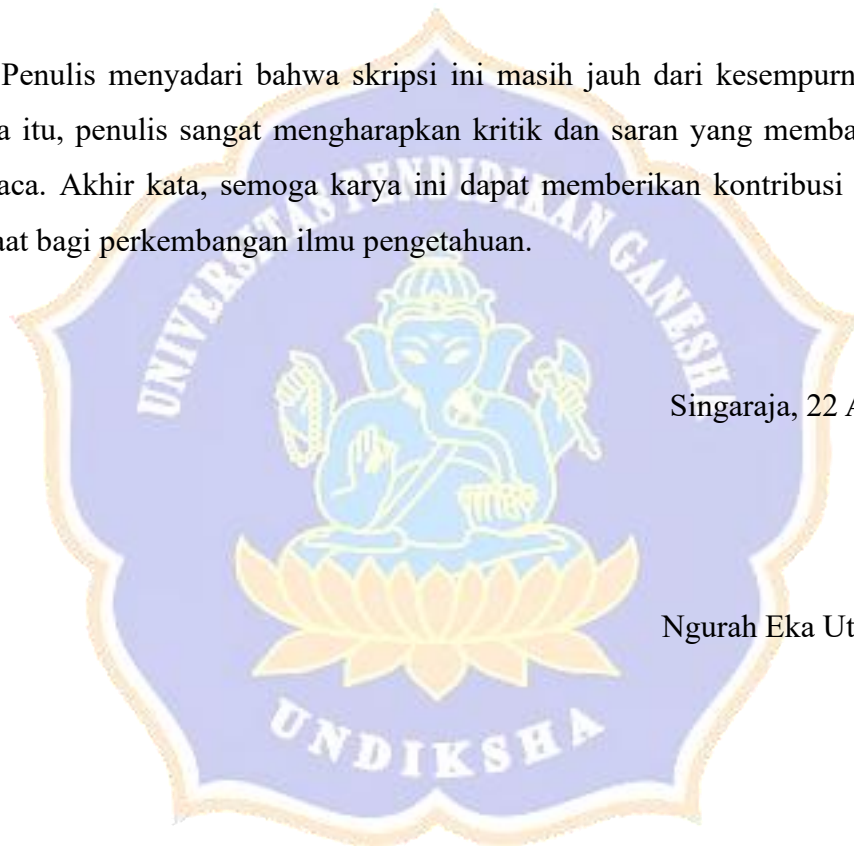 Penulis menyadari bahwa skripsi ini masih jauh dari kesempurn
a itu, penulis sangat mengharapkan kritik dan saran yang memba
aca. Akhir kata, semoga karya ini dapat memberikan kontribusi
aat bagi perkembangan ilmu pengetahuan.
UNIVERSITAS PENDIDIKAN GANESHA
Singaraja, 22 A
Ngurah Eka Ut
UNDIKSHA